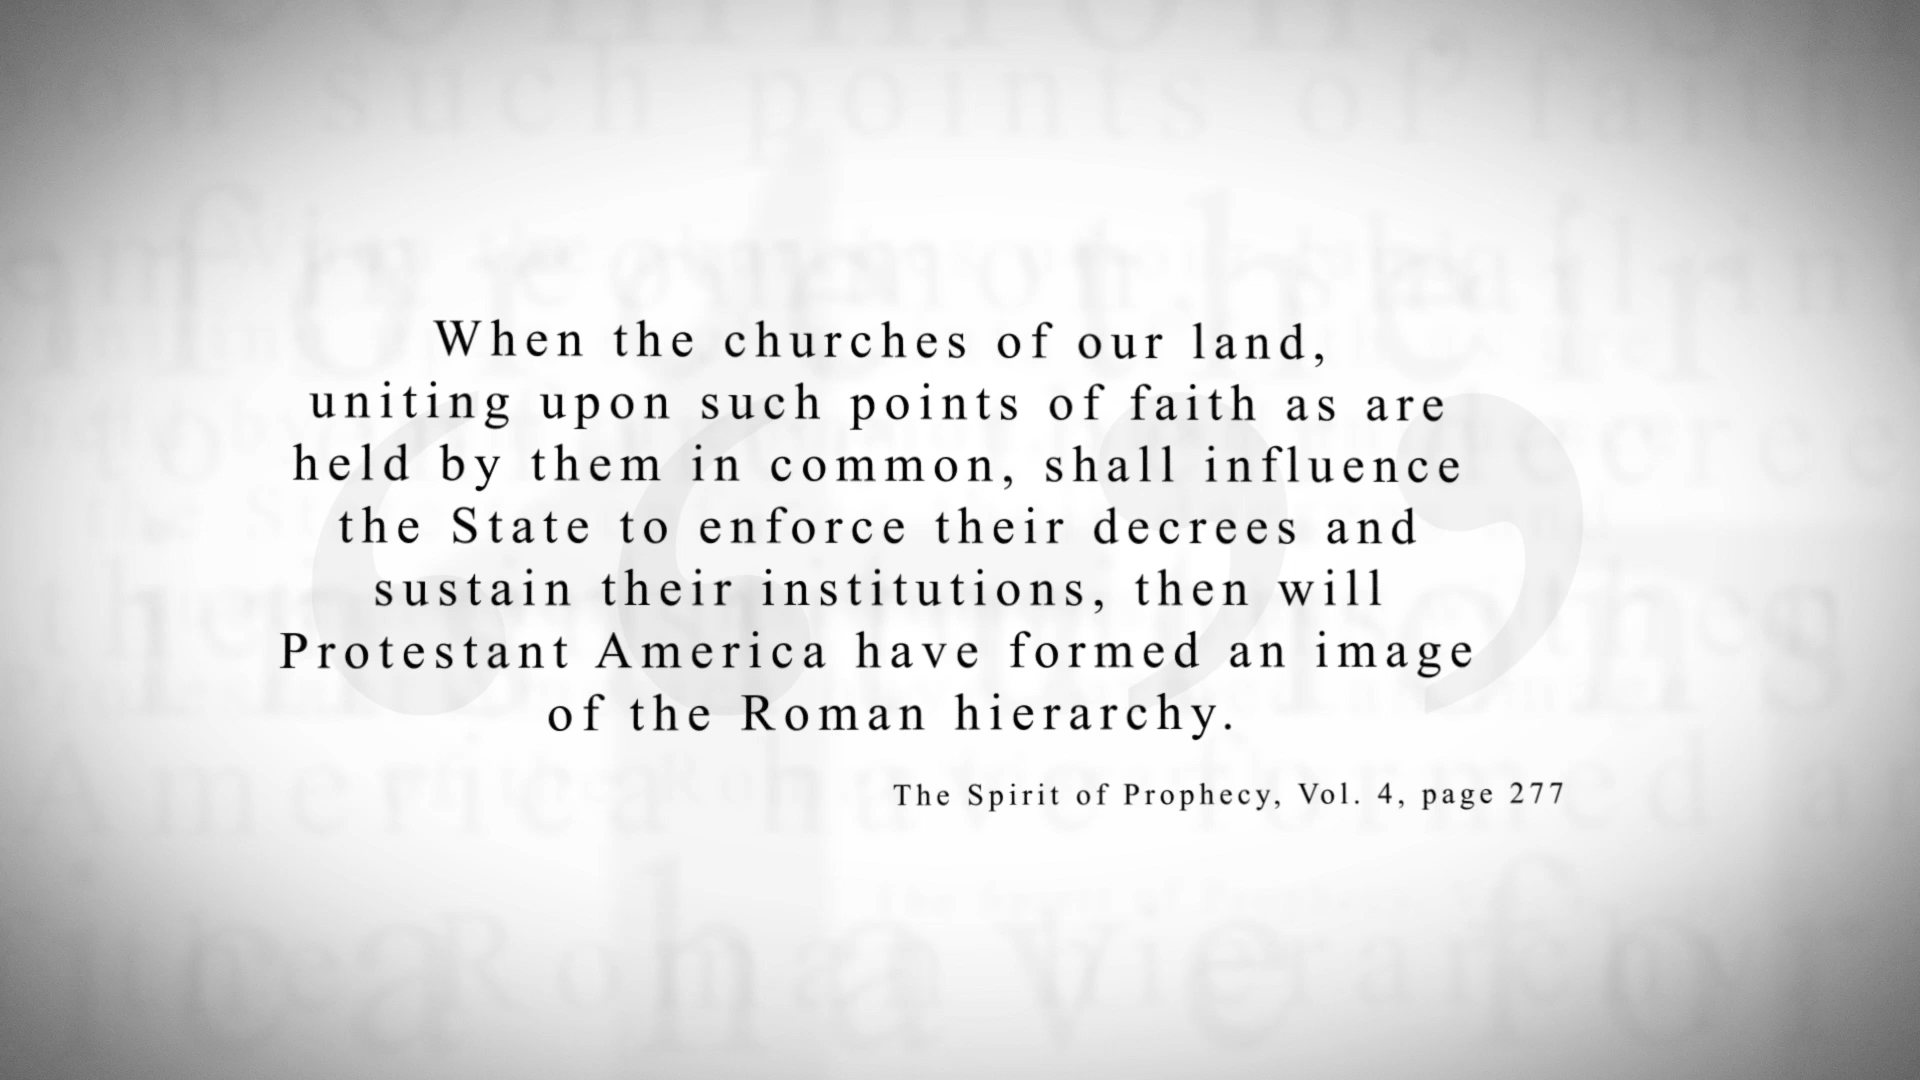 When the churches of our land,
uniting upon such points of faith as are
held by them in common, shall influence
the State to enforce their decrees and
sustain their institutions, then will
Protestant America have formed an image
of the Roman hierarchy.
The Spirit of Prophecy, Vol. 4, page 277